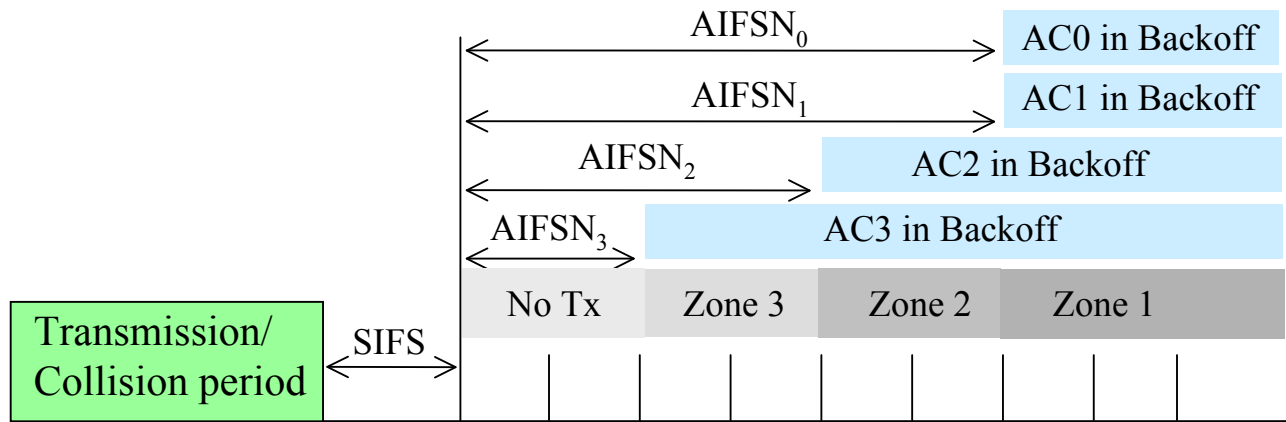 AIFSN₀
AC0 in Backoff
AIFSN₁
AC1 in Backoff
AIFSN₂
AC2 in Backoff
AIFSN₃
AC3 in Backoff
No Tx
Zone 3
Zone 2
Zone 1
Transmission/
Collision period
SIFS